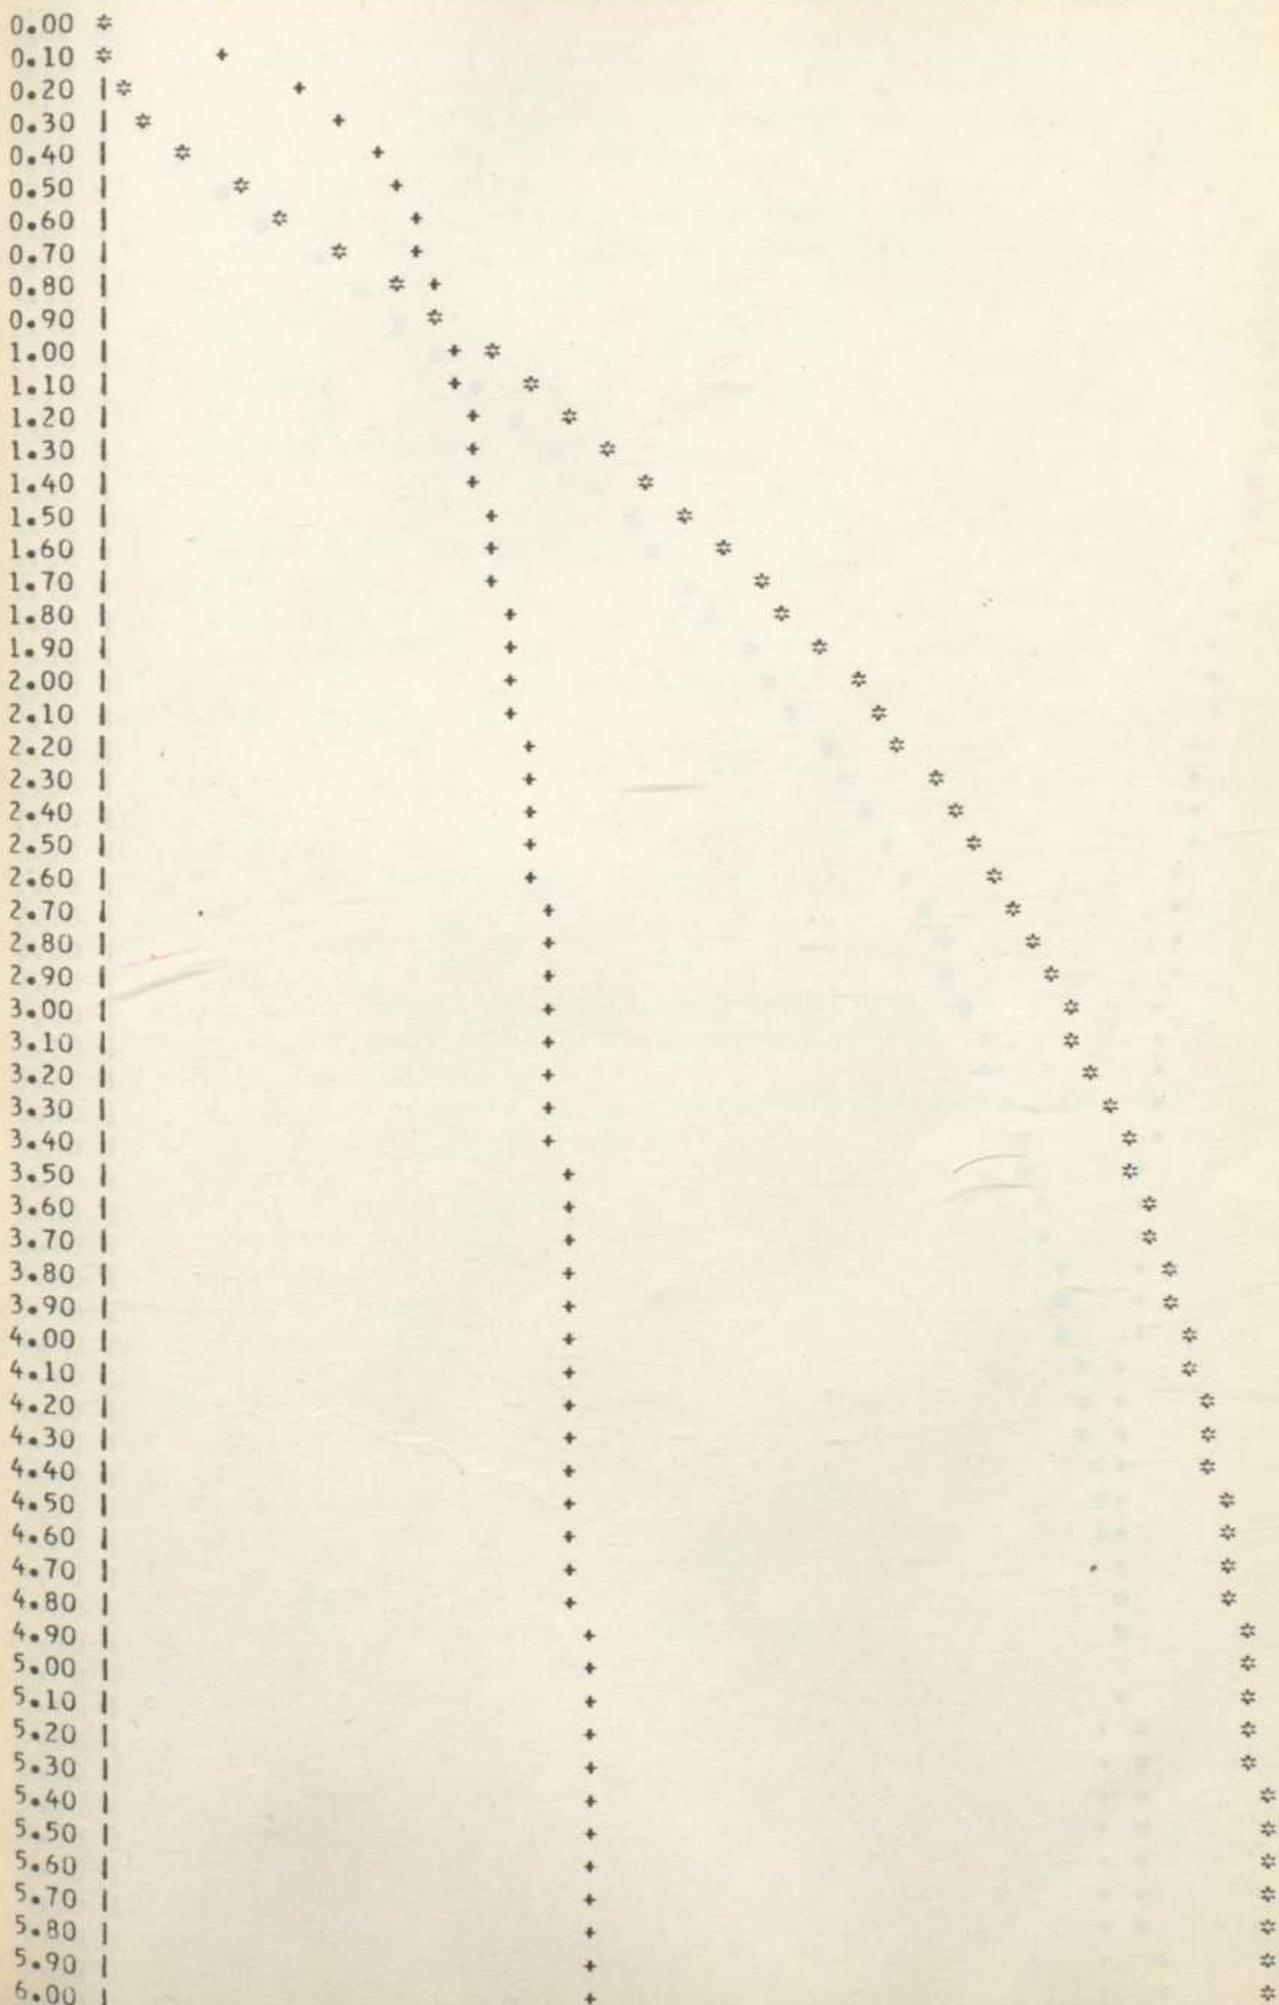 0.00 *
0.10 * +
0.20 | * +
0.30 | * +
0.40 | * +
0.50 | * +
0.60 | * +
0.70 | * +
0.80 | * +
0.90 | *
1.00 | + *
1.10 | + *
1.20 | + *
1.30 | + *
1.40 | + *
1.50 | + *
1.60 | + *
1.70 | + *
1.80 | + *
1.90 | + *
2.00 | + *
2.10 | + *
2.20 | + *
2.30 | + *
2.40 | + *
2.50 | + *
2.60 | + *
2.70 | + *
2.80 | + *
2.90 | + *
3.00 | + *
3.10 | + *
3.20 | + *
3.30 | + *
3.40 | + *
3.50 | + *
3.60 | + *
3.70 | + *
3.80 | + *
3.90 | + *
4.00 | + *
4.10 | + *
4.20 | + *
4.30 | + *
4.40 | + *
4.50 | + *
4.60 | + *
4.70 | + *
4.80 | + *
4.90 | + *
5.00 | + *
5.10 | + *
5.20 | + *
5.30 | + *
5.40 | + *
5.50 | + *
5.60 | + *
5.70 | + *
5.80 | + *
5.90 | + *
6.00 | + *